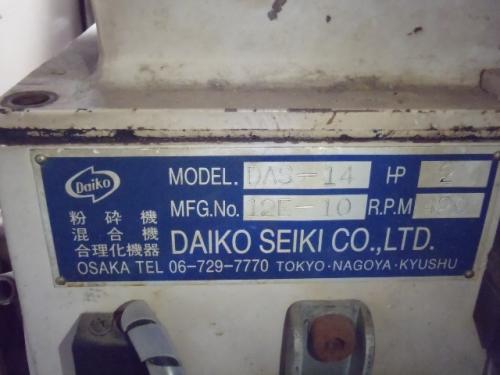 Daiko
MODEL. DAS-14 HP 2
MFG.No. 12E-10 R.P.M
粉砕機
混合機
合理化機器
DAIKO SEIKI CO.,LTD.
OSAKA TEL 06-729-7770 TOKYO・NAGOYA・KYUSHU